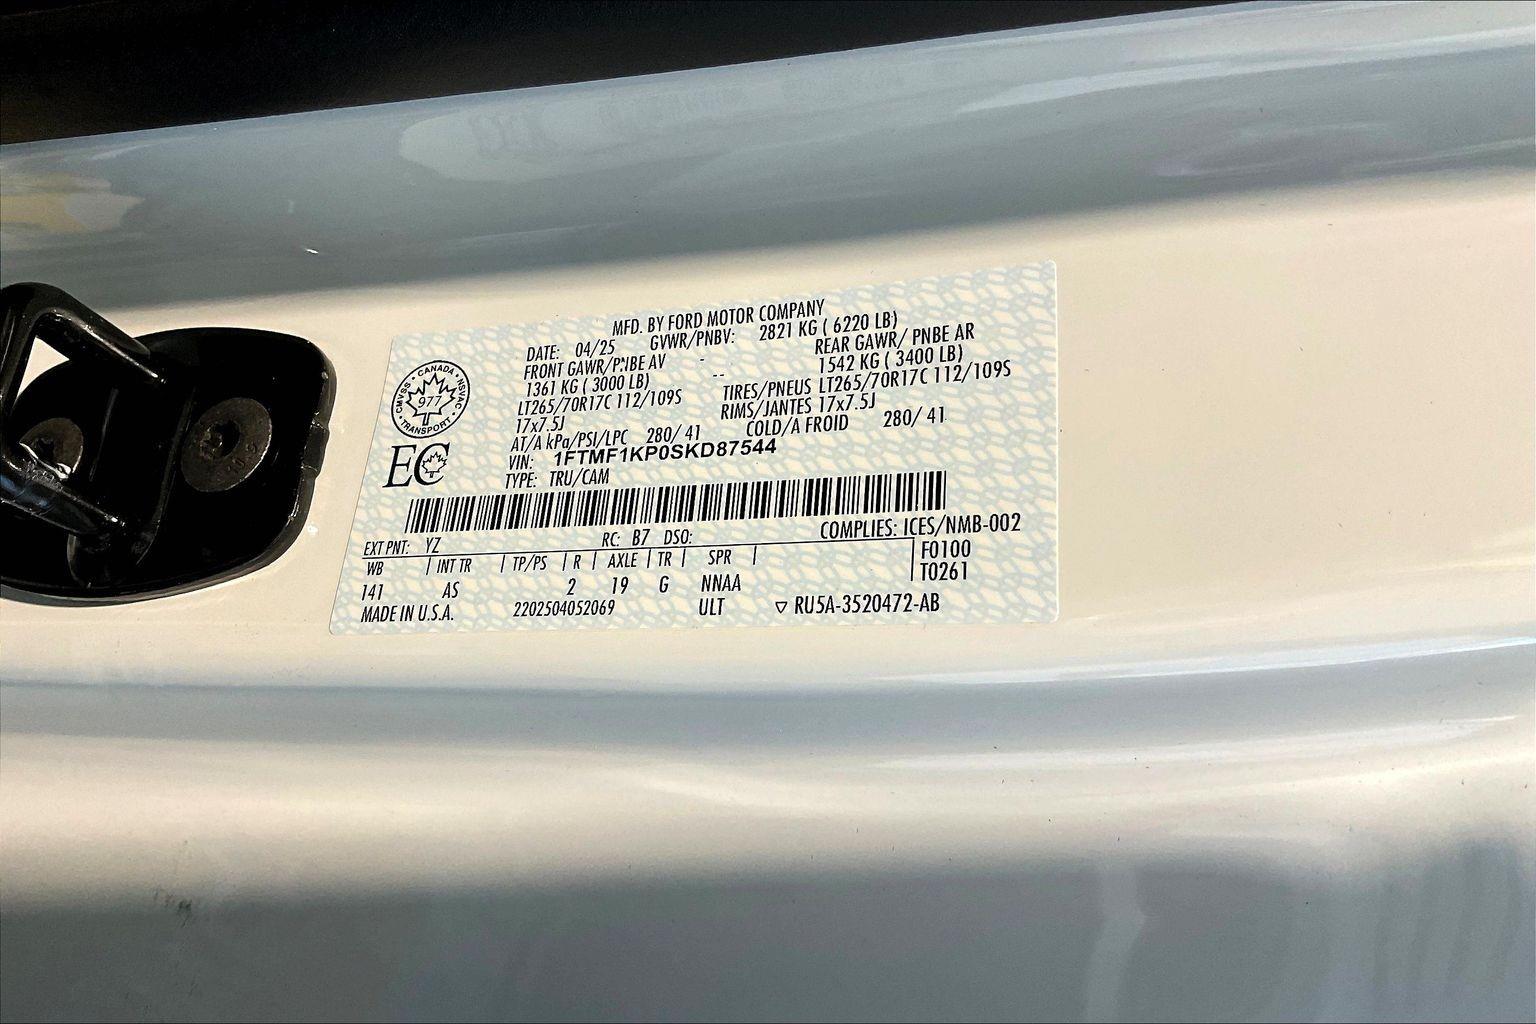 MFD. BY FORD MOTOR COMPANY
DATE: 04/25 GVWR/PNBV: 2821 KG ( 6220 LB)
FRONT GAWR/PNBE AV - REAR GAWR/ PNBE AR
1361 KG ( 3000 LB) -- 1542 KG ( 3400 LB)
LT265/70R17C 112/109S TIRES/PNEUS LT265/70R17C 112/109S
17x7.5J RIMS/JANTES 17x7.5J
AT/A kPa/PSI/LPC 280/ 41 COLD/A FROID 280/ 41
VIN: 1FTMF1KP0SKD87544
TYPE: TRU/CAM
CMVSS · CANADA · NSVAC · TRANSPORT ·
977
EC
EXT PNT: YZ RC: B7 DSO: COMPLIES: ICES/NMB-002
WB | INT TR | TP/PS | R | AXLE | TR | SPR | F0100
141 AS 2 19 G NNAA T0261
MADE IN U.S.A. 2202504052069 ULT ▽ RU5A-3520472-AB